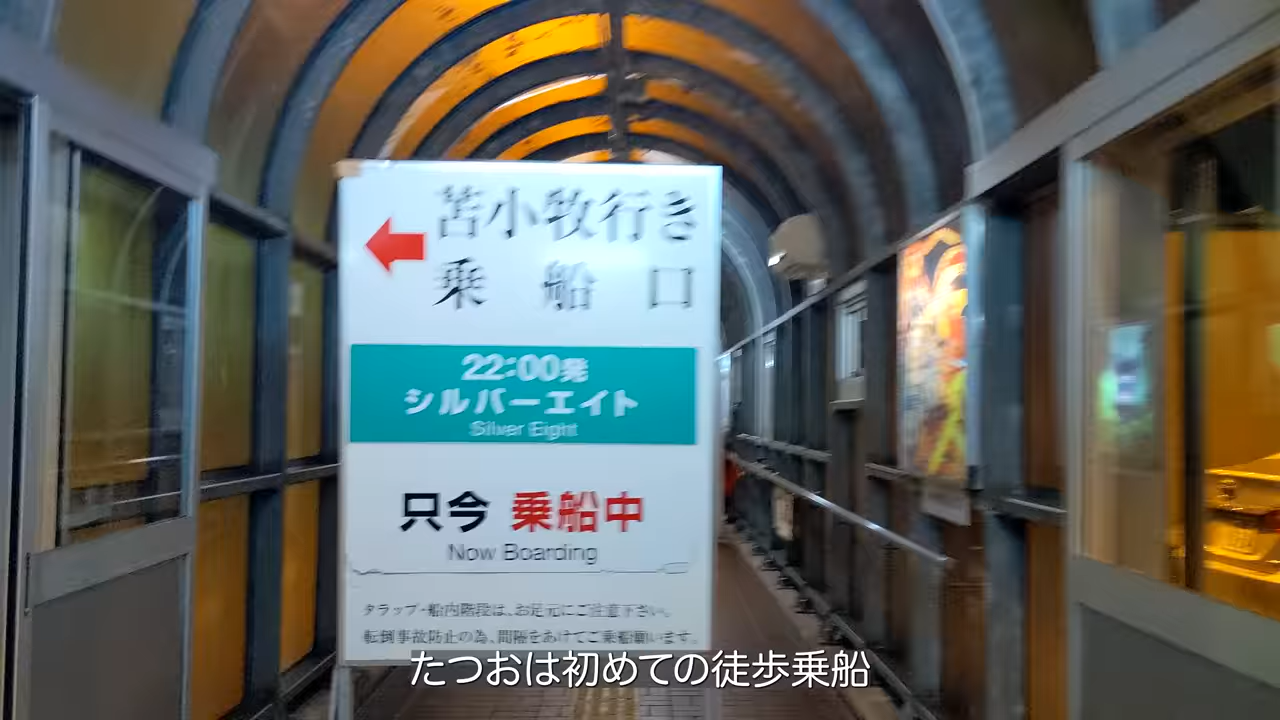 苫小牧行き
乗船口
22:00発
シルバーエイト
Silver Eight
只今 乗船中
Now Boarding
タラップ・船内階段は、お足元にご注意下さい。
転倒事故防止の為、間隔をあけてご乗船願います。
たつおは初めての徒歩乗船